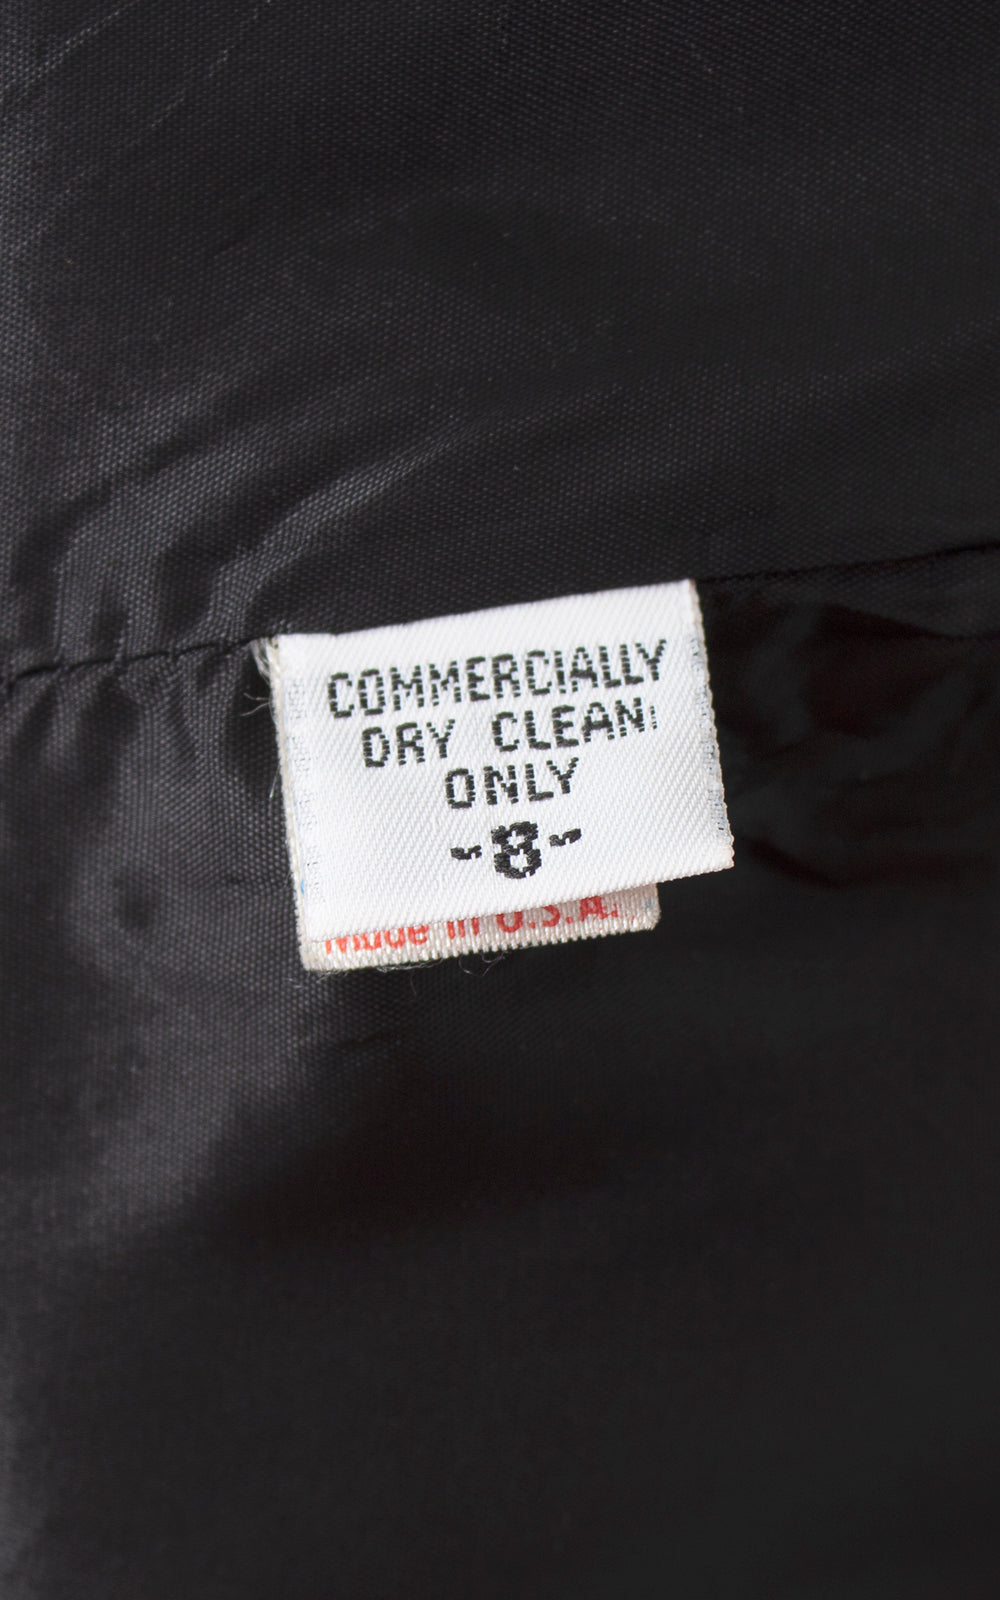 COMMERCIALLY
DRY CLEAN
ONLY
-8-
Made in U.S.A.